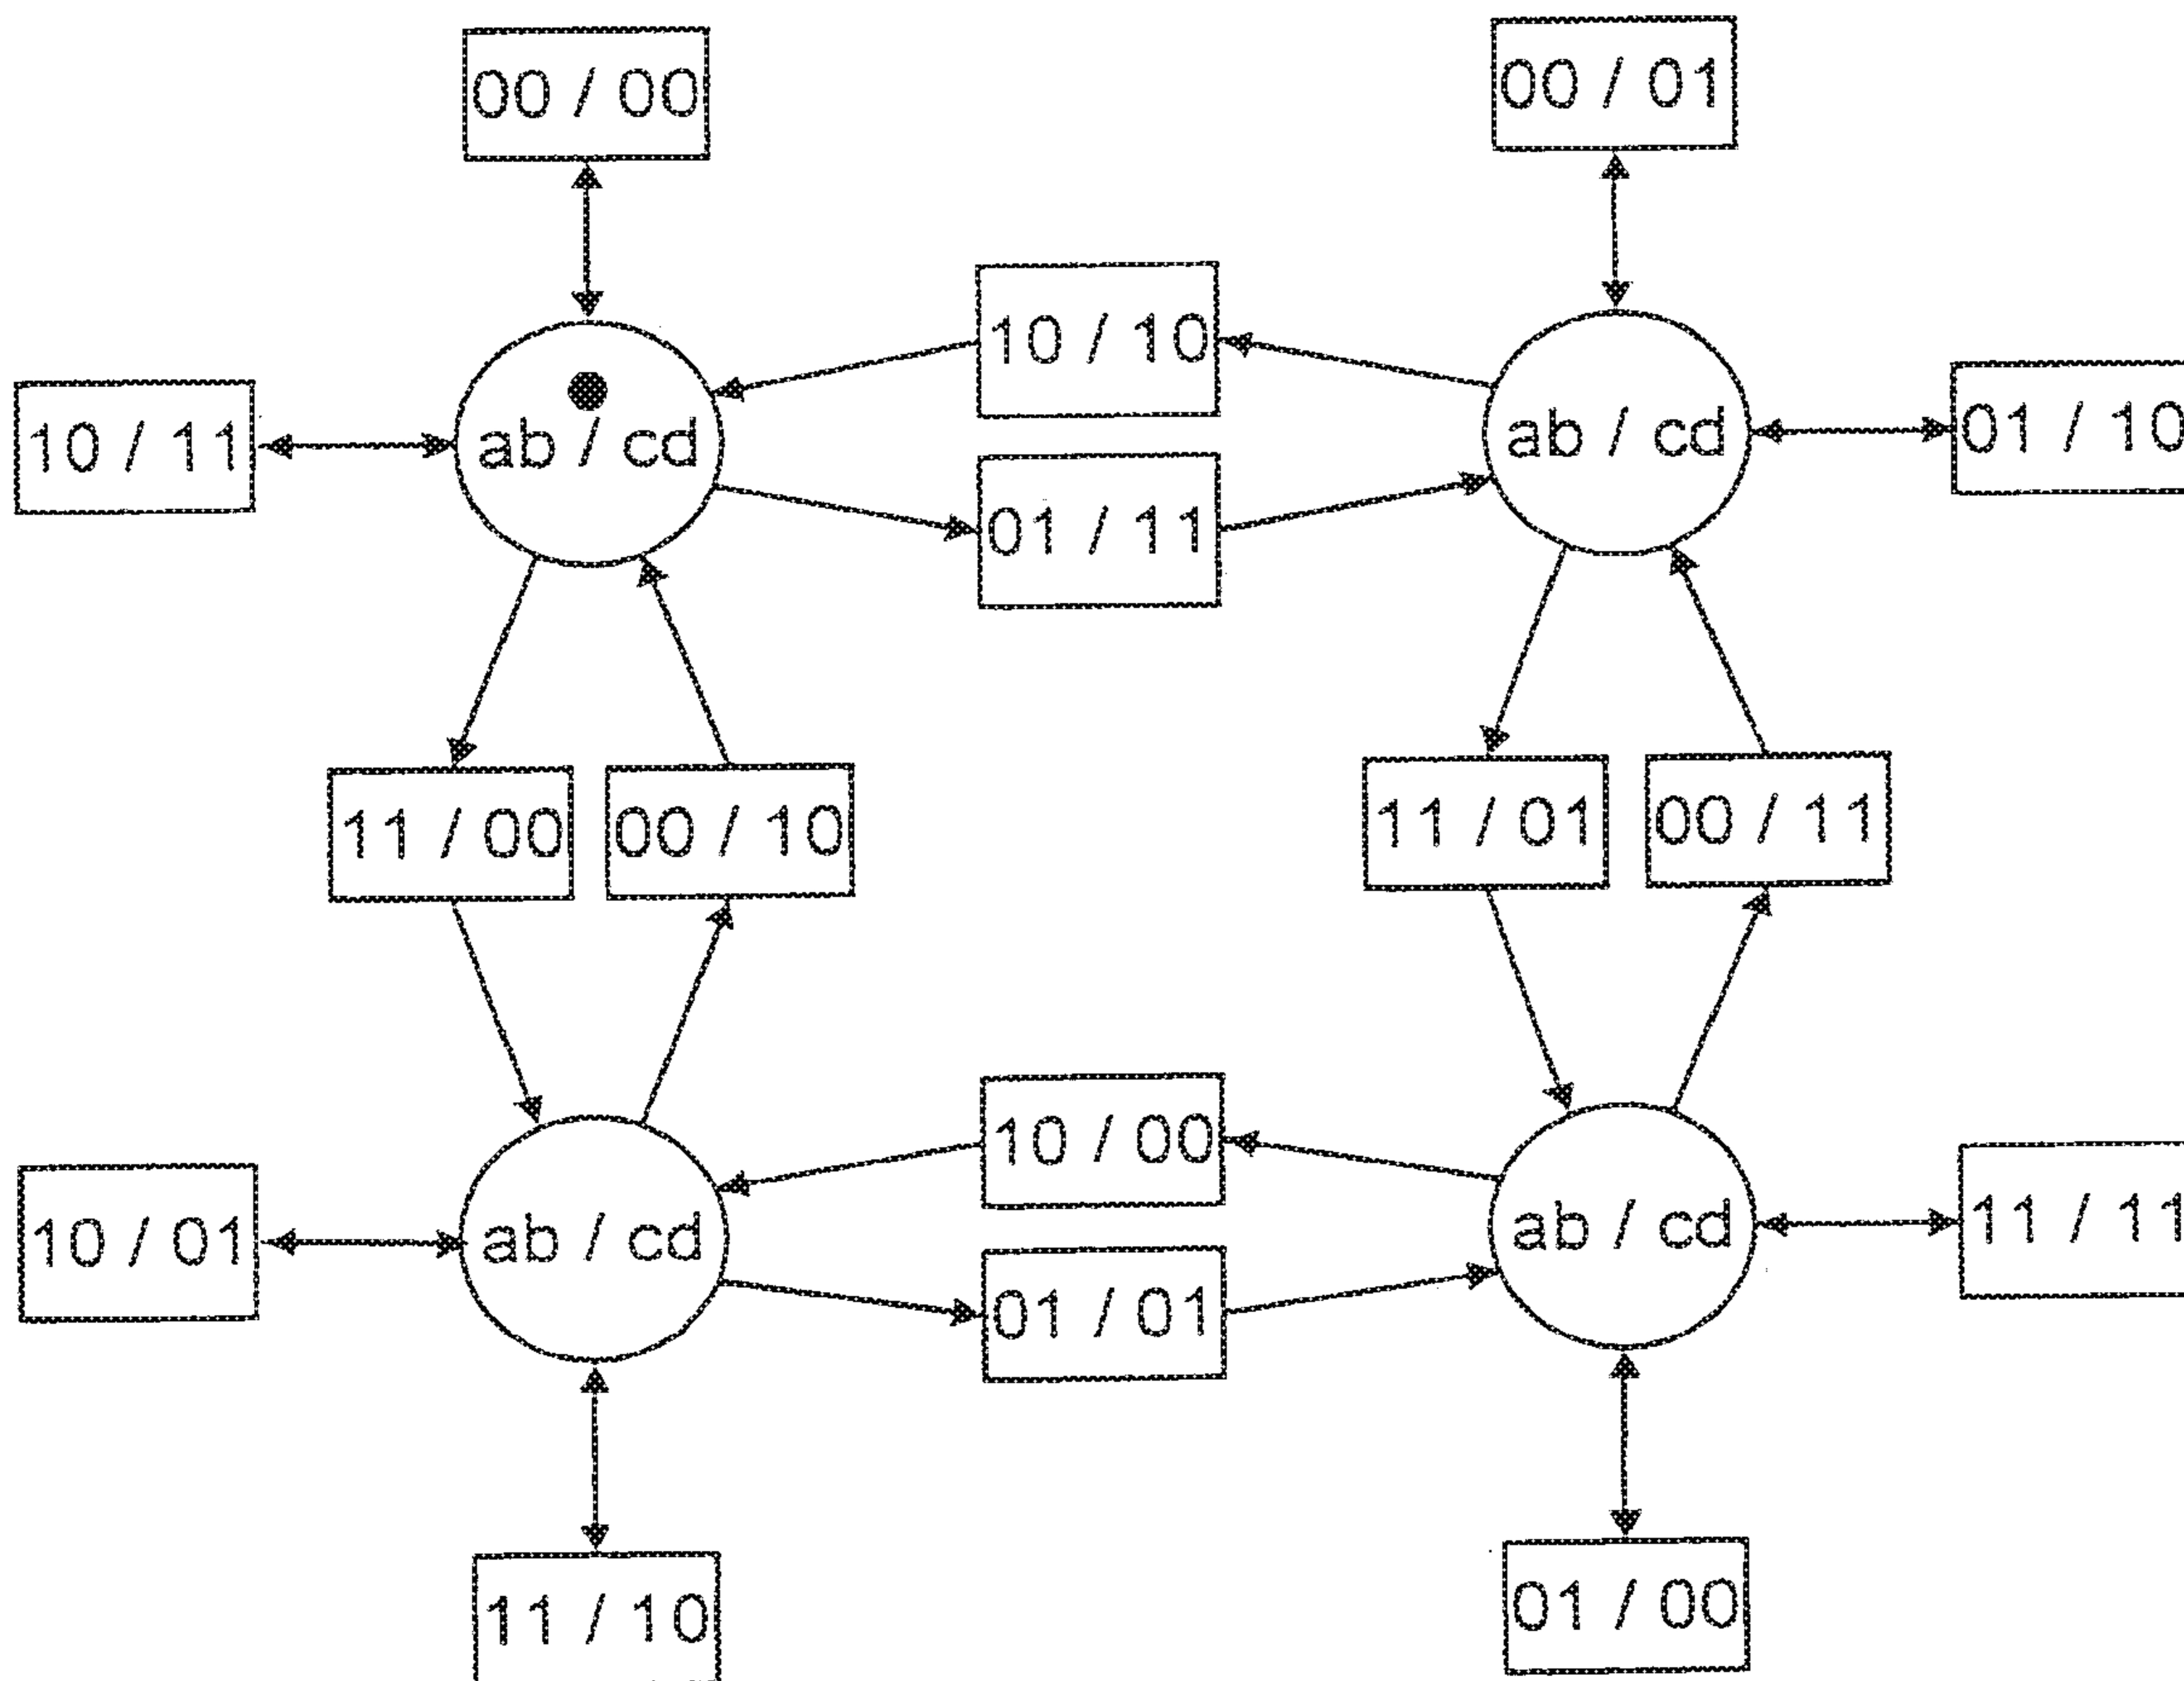 00 / 00
00 / 01
10 / 10
10 / 11
ab / cd
ab / cd
01 / 10
01 / 11
11 / 00
00 / 10
11 / 01
00 / 11
10 / 00
10 / 01
ab / cd
ab / cd
11 / 11
01 / 01
11 / 10
01 / 00